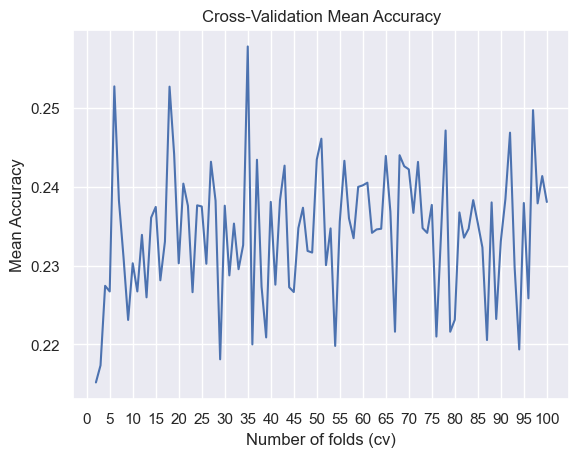 Cross-Validation Mean Accuracy
Mean Accuracy
0.25
0.24
0.23
0.22
0 5 10 15 20 25 30 35 40 45 50 55 60 65 70 75 80 85 90 95 100
Number of folds (cv)